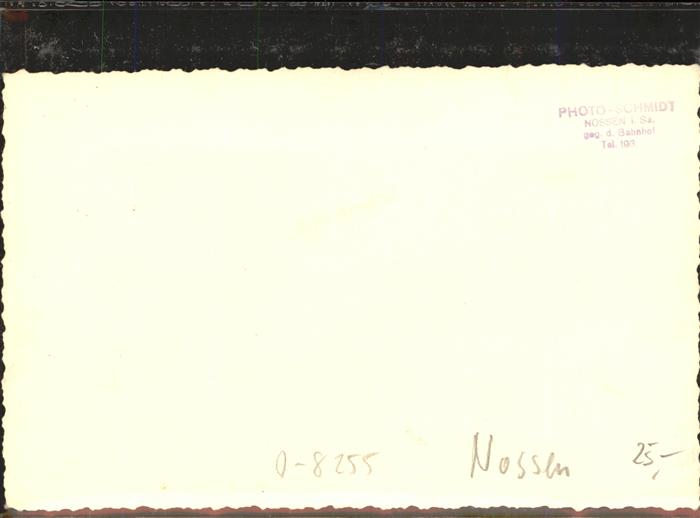 PHOTO-SCHMIDT
NOSSEN i. Sa.
geg. d. Bahnhof
Tel. 193
0-8255
Nossen
25,-